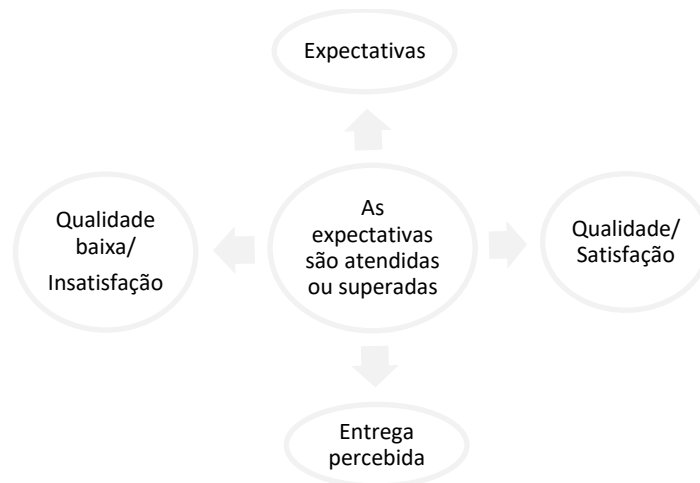 Expectativas
Qualidade
baixa/
Insatisfação
As
expectativas
são atendidas
ou superadas
Qualidade/
Satisfação
Entrega
percebida